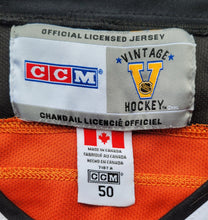 OFFICIAL LICENSED JERSEY
CCM
VINTAGE
V
HOCKEY
CHANDAIL LICENCIÉ OFFICIEL
MADE IN CANADA
FABRIQUÉ AU CANADA
CCM
50